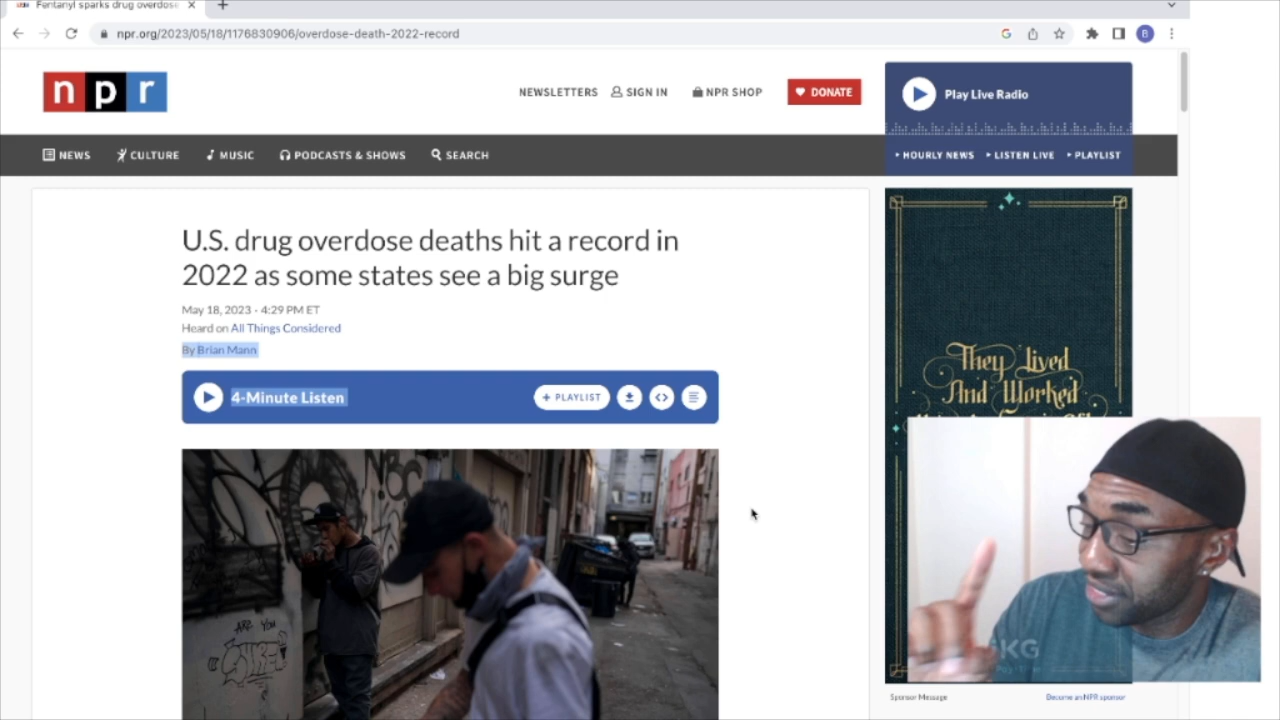 Fentanyl sparks drug overdose
npr.org/2023/05/18/1176830906/overdose-death-2022-record
B
n p r
NEWSLETTERS
SIGN IN
NPR SHOP
DONATE
Play Live Radio
NEWS
CULTURE
MUSIC
PODCASTS & SHOWS
SEARCH
HOURLY NEWS
LISTEN LIVE
PLAYLIST
U.S. drug overdose deaths hit a record in
2022 as some states see a big surge
May 18, 2023 · 4:29 PM ET
Heard on All Things Considered
By Brian Mann
4-Minute Listen
+ PLAYLIST
They Lived
And Worked
NBC
ARE YOU
KG
Sponsor Message
Become an NPR sponsor